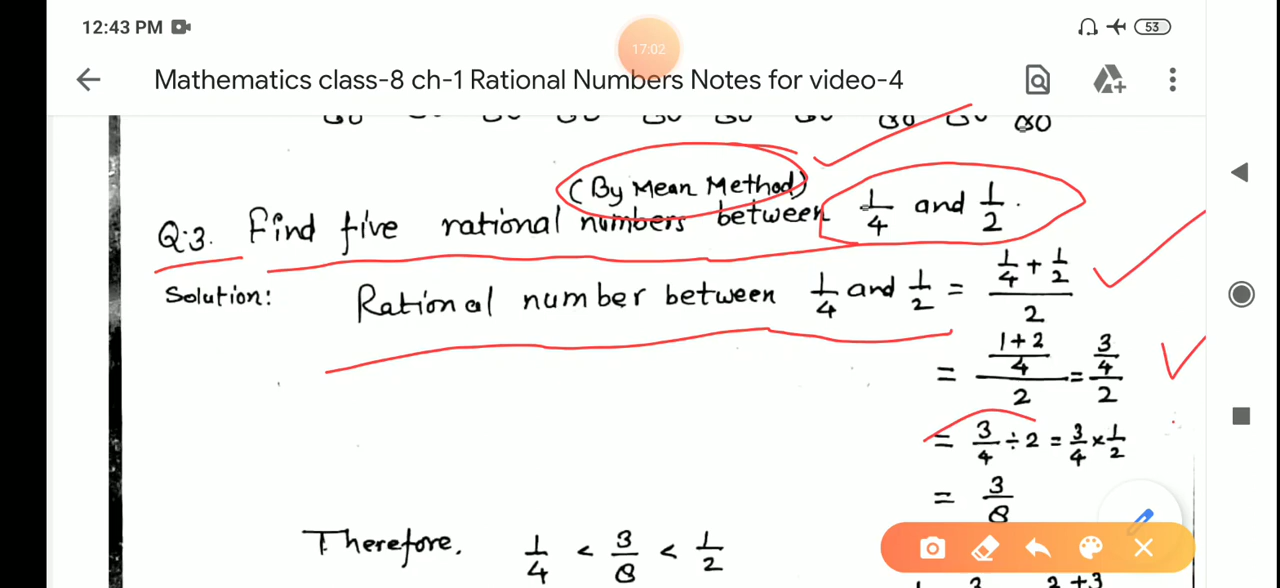 12:43 PM
17:02
53
Mathematics class-8 ch-1 Rational Numbers Notes for video-4
80
(By Mean Method)
Q.3. Find five rational numbers between 1/4 and 1/2.
Solution: Rational number between 1/4 and 1/2 = (1/4 + 1/2)/2
= ((1+2)/4)/2 = (3/4)/2
= 3/4 ÷ 2 = 3/4 × 1/2
= 3/8
Therefore, 1/4 < 3/8 < 1/2